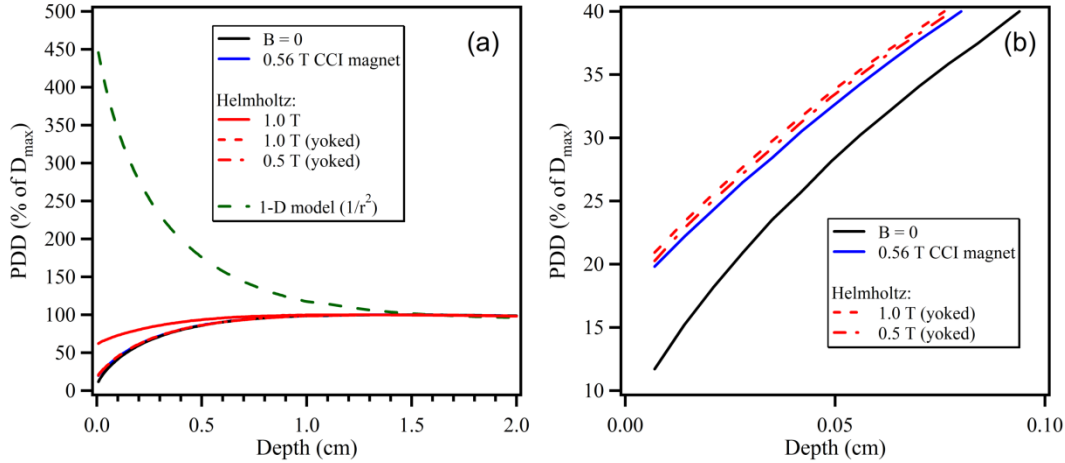 (a)
PDD (% of D_max)
500
450
400
350
300
250
200
150
100
50
0
B = 0
0.56 T CCI magnet
Helmholtz:
1.0 T
1.0 T (yoked)
0.5 T (yoked)
1-D model (1/r²)
0.0 0.5 1.0 1.5 2.0
Depth (cm)
(b)
PDD (% of D_max)
40
35
30
25
20
15
10
B = 0
0.56 T CCI magnet
Helmholtz:
1.0 T (yoked)
0.5 T (yoked)
0.00 0.05 0.10
Depth (cm)